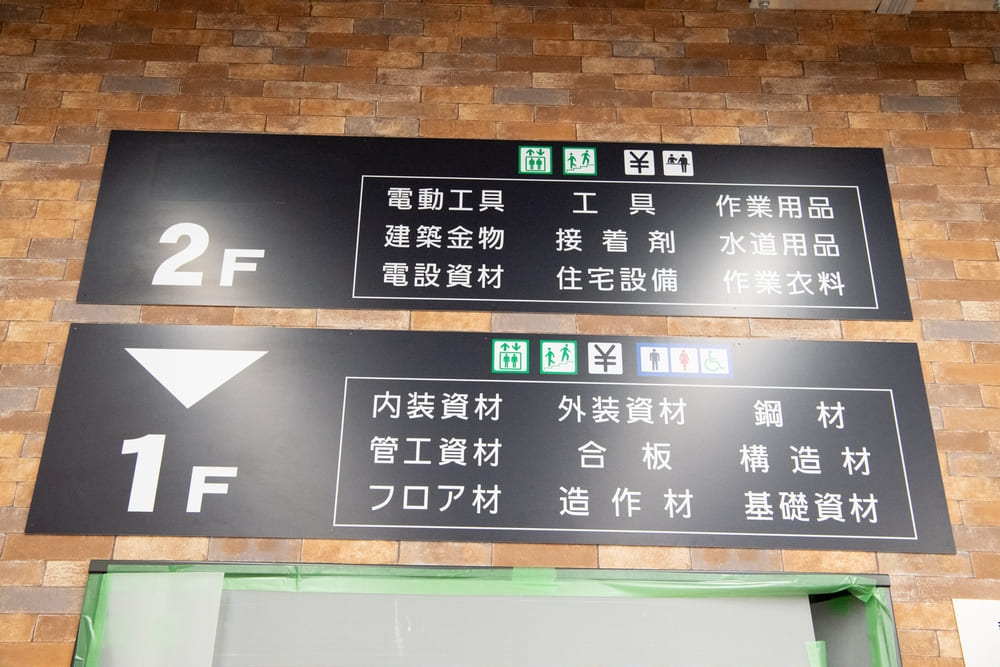 ¥
2F
電動工具 工具 作業用品
建築金物 接着剤 水道用品
電設資材 住宅設備 作業衣料
¥
1F
内装資材 外装資材 鋼材
管工資材 合板 構造材
フロア材 造作材 基礎資材